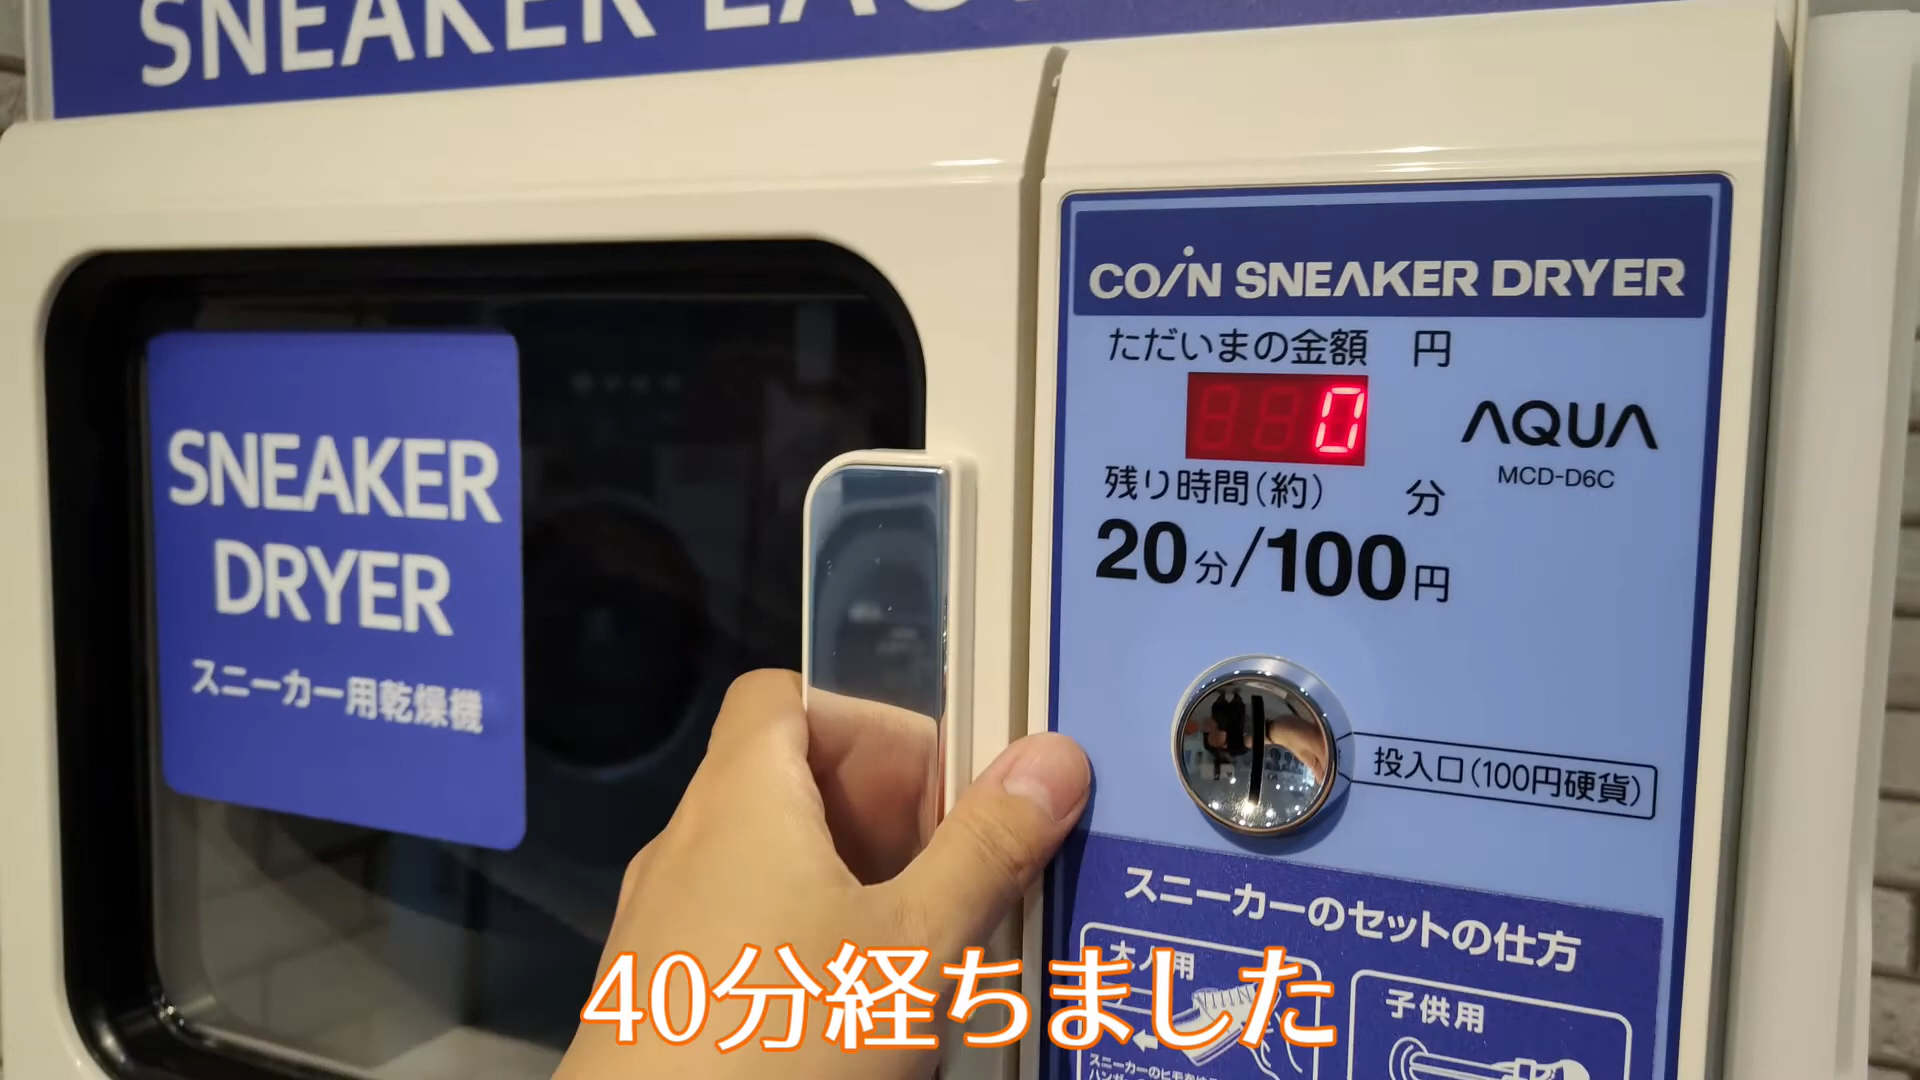 SNEAKER
COIN SNEAKER DRYER
ただいまの金額 円
0
AQUA
MCD-D6C
残り時間(約) 分
20分/100円
SNEAKER
DRYER
スニーカー用乾燥機
投入口(100円硬貨)
スニーカーのセットの仕方
大人用
子供用
40分経ちました